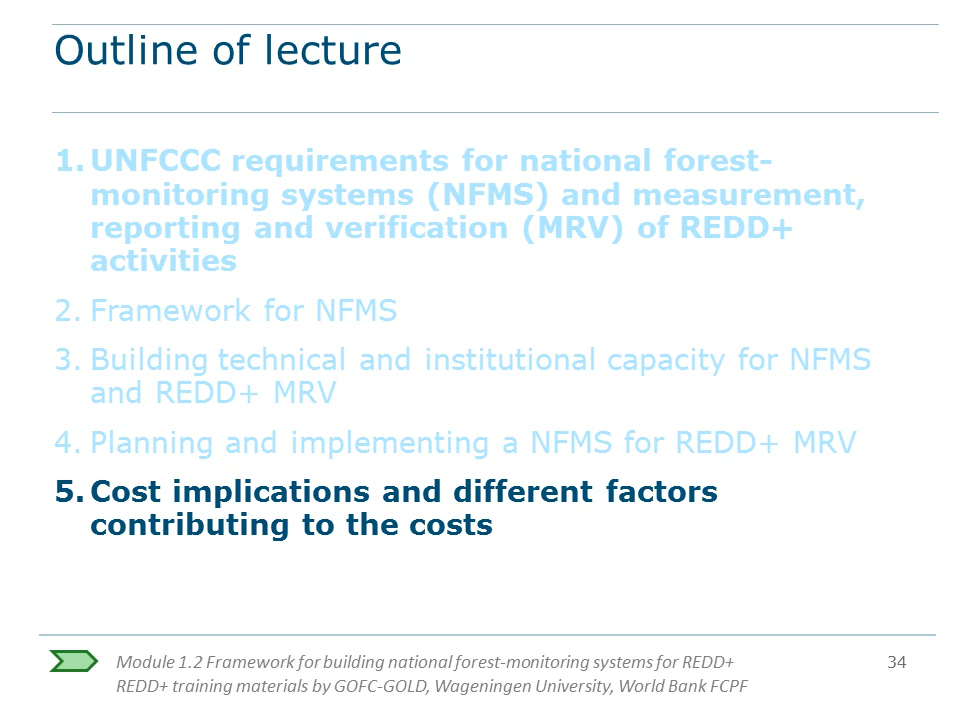 Outline of lecture
1. UNFCCC requirements for national forest-
monitoring systems (NFMS) and measurement,
reporting and verification (MRV) of REDD+
activities
2. Framework for NFMS
3. Building technical and institutional capacity for NFMS
and REDD+ MRV
4. Planning and implementing a NFMS for REDD+ MRV
5. Cost implications and different factors
contributing to the costs
Module 1.2 Framework for building national forest-monitoring systems for REDD+
REDD+ training materials by GOFC-GOLD, Wageningen University, World Bank FCPF
34